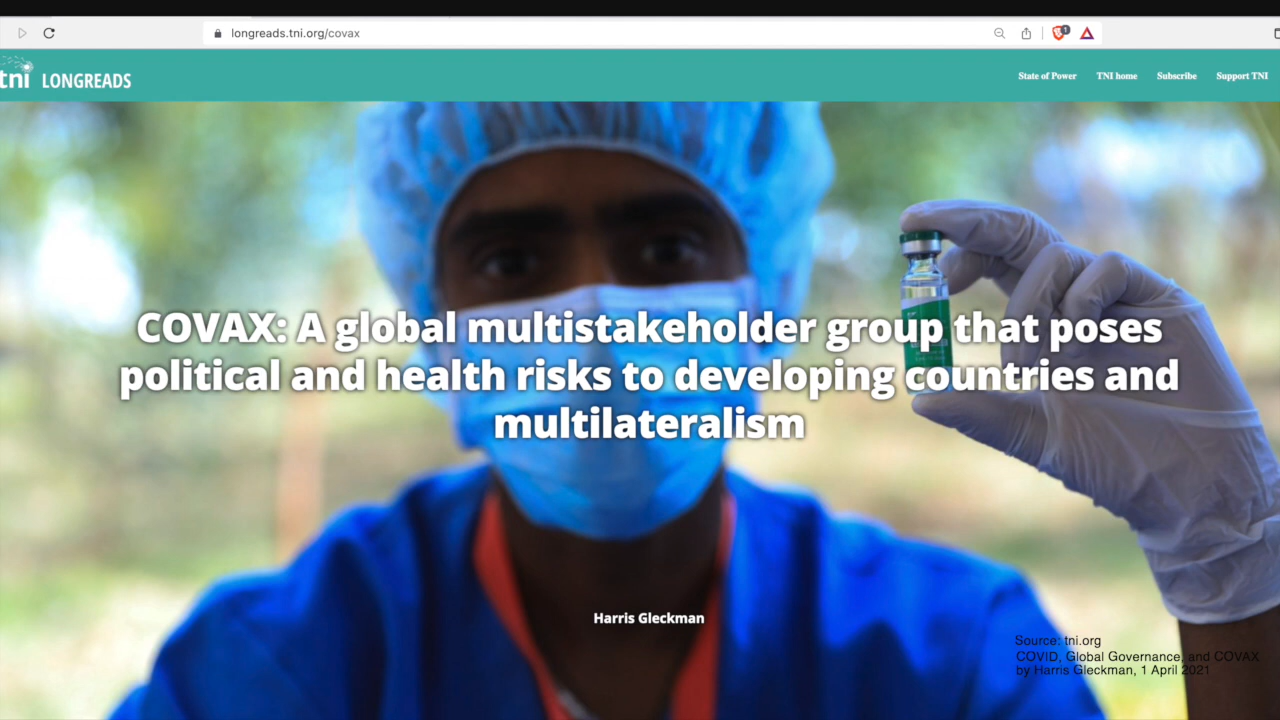 longreads.tni.org/covax
1
tni LONGREADS
State of Power TNI home Subscribe Support TNI
COVAX: A global multistakeholder group that poses
political and health risks to developing countries and
multilateralism
Harris Gleckman
Source: tni.org
COVID, Global Governance, and COVAX
by Harris Gleckman, 1 April 2021